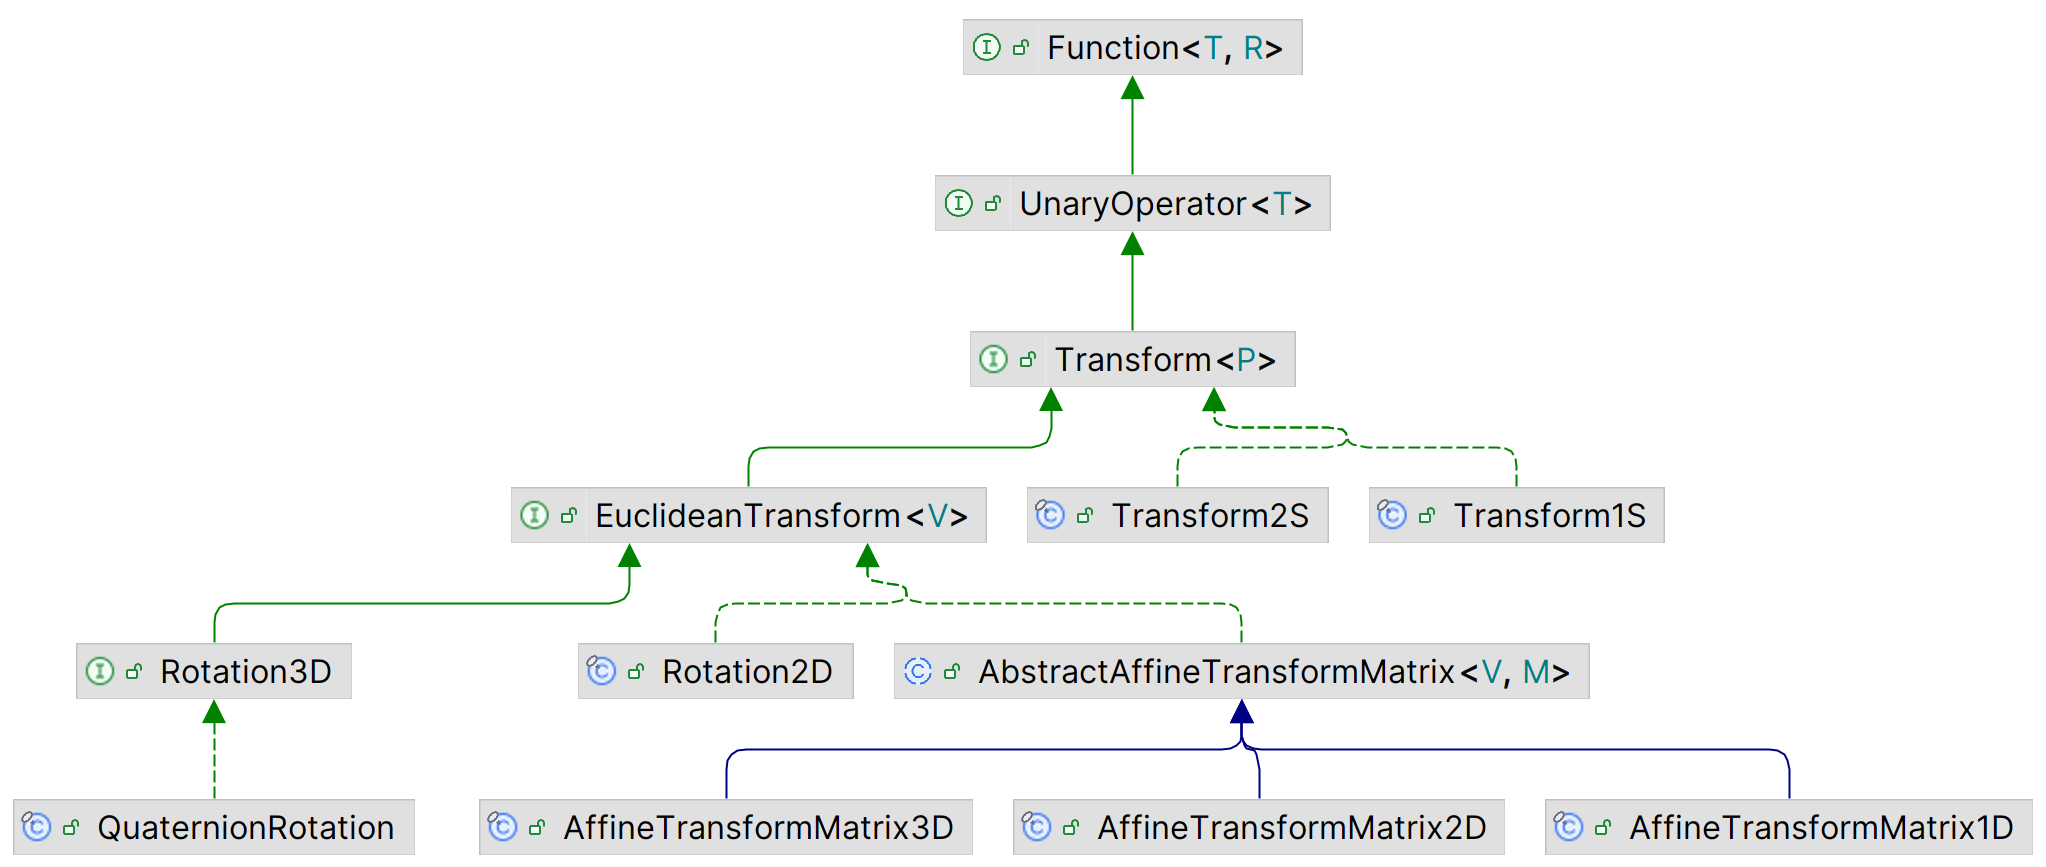 Function<T, R>
UnaryOperator<T>
Transform<P>
EuclideanTransform<V>
Transform2S
Transform1S
Rotation3D
Rotation2D
AbstractAffineTransformMatrix<V, M>
QuaternionRotation
AffineTransformMatrix3D
AffineTransformMatrix2D
AffineTransformMatrix1D